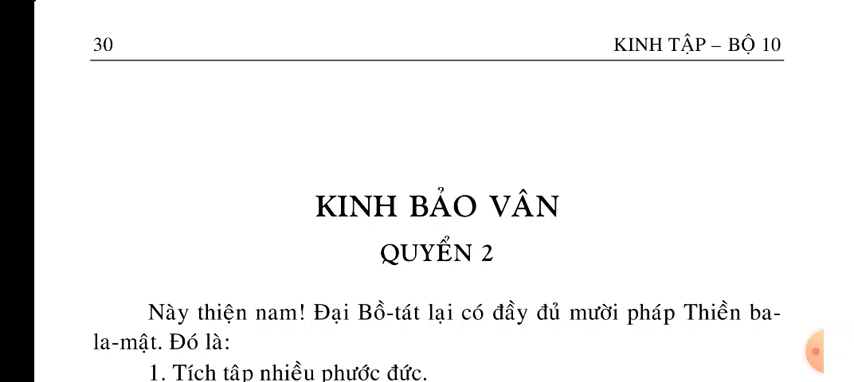 30
KINH TẬP – BỘ 10
KINH BẢO VÂN
QUYỂN 2
Này thiện nam! Đại Bồ-tát lại có đầy đủ mười pháp Thiền ba-
la-mật. Đó là:
1. Tích tập nhiều phước đức.